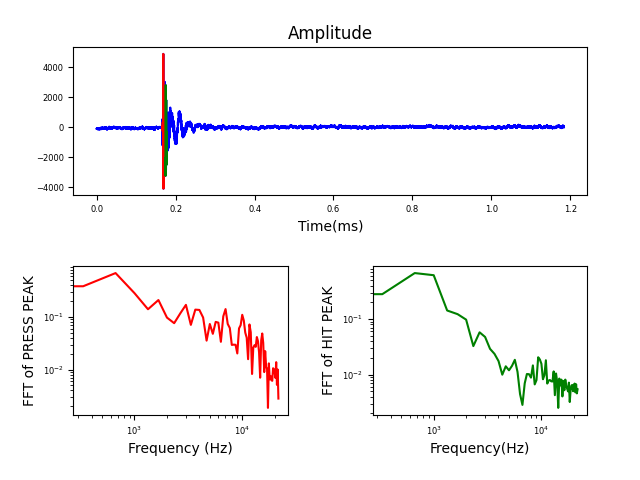 Amplitude
4000
2000
0
−2000
−4000
0.0 0.2 0.4 0.6 0.8 1.0 1.2
Time(ms)
FFT of PRESS PEAK
10⁻¹
10⁻²
10³ 10⁴
Frequency (Hz)
FFT of HIT PEAK
10⁻¹
10⁻²
10³ 10⁴
Frequency(Hz)